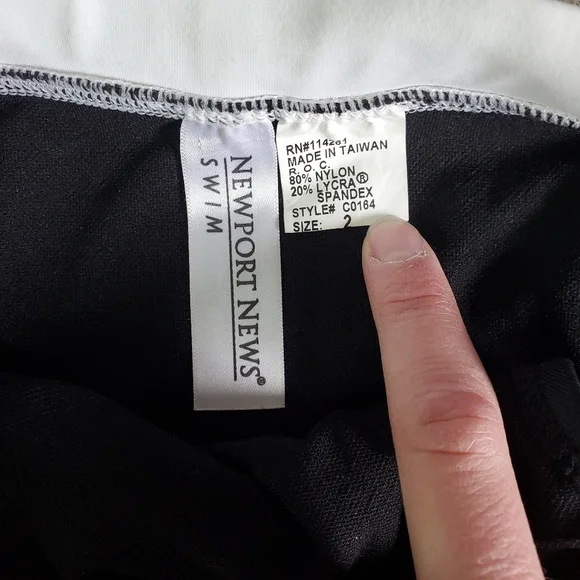 NEWPORT NEWS®
SWIM
RN#114261
MADE IN TAIWAN
R. O. C.
80% NYLON
20% LYCRA®
SPANDEX
STYLE# C0164
SIZE: 2